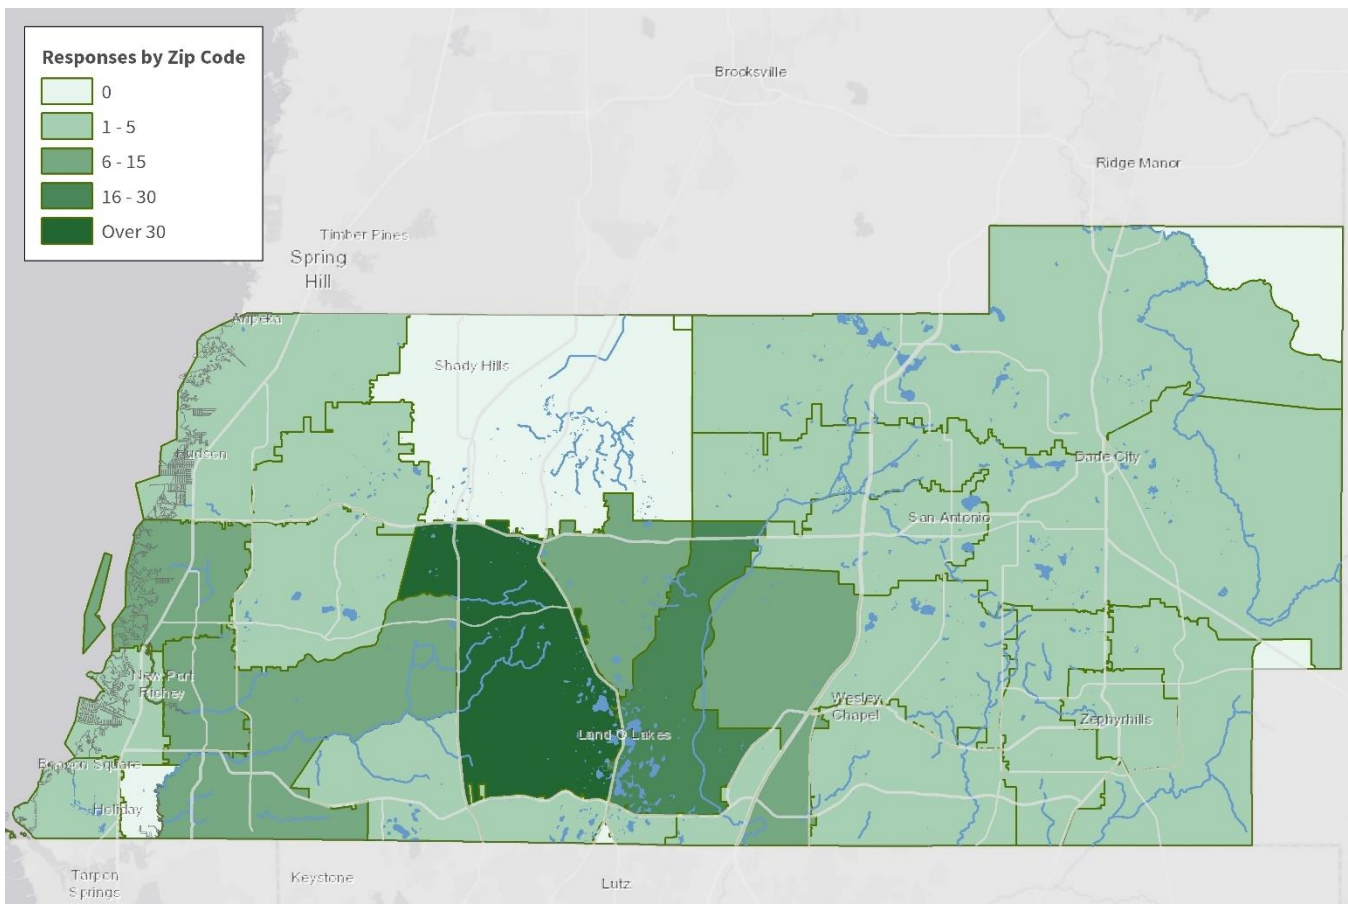 Responses by Zip Code
0
1 - 5
6 - 15
16 - 30
Over 30
Brooksville
Ridge Manor
Timber Pines
Spring
Hill
Aripeka
Shady Hills
Hudson
Dade City
San Antonio
New Port
Richey
Wesley
Chapel
Zephyrhills
Land O Lakes
Beacon Square
Holiday
Tarpon
Springs
Keystone
Lutz